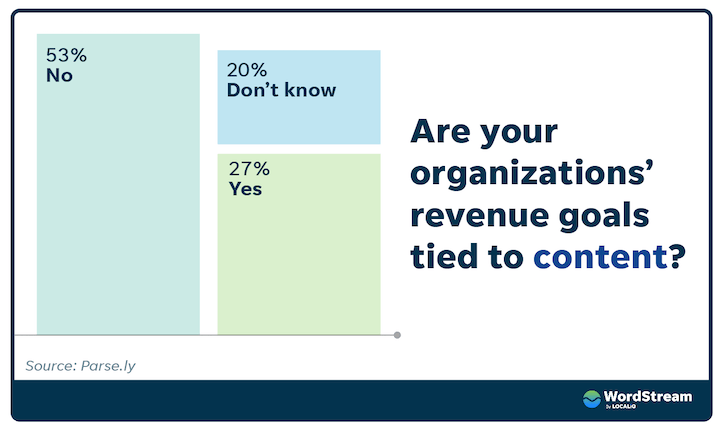 53%
No
20%
Don't know
27%
Yes
Are your
organizations'
revenue goals
tied to content?
Source: Parse.ly
WordStream
by LOCALiQ